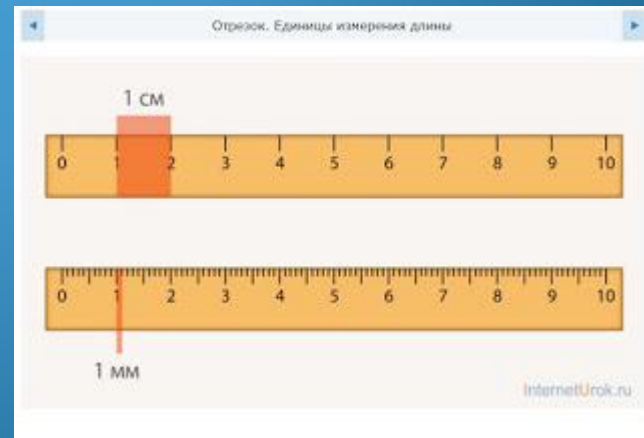 Отрезок. Единицы измерения длины
1 см
0 1 2 3 4 5 6 7 8 9 10
0 1 2 3 4 5 6 7 8 9 10
1 мм
InternetUrok.ru